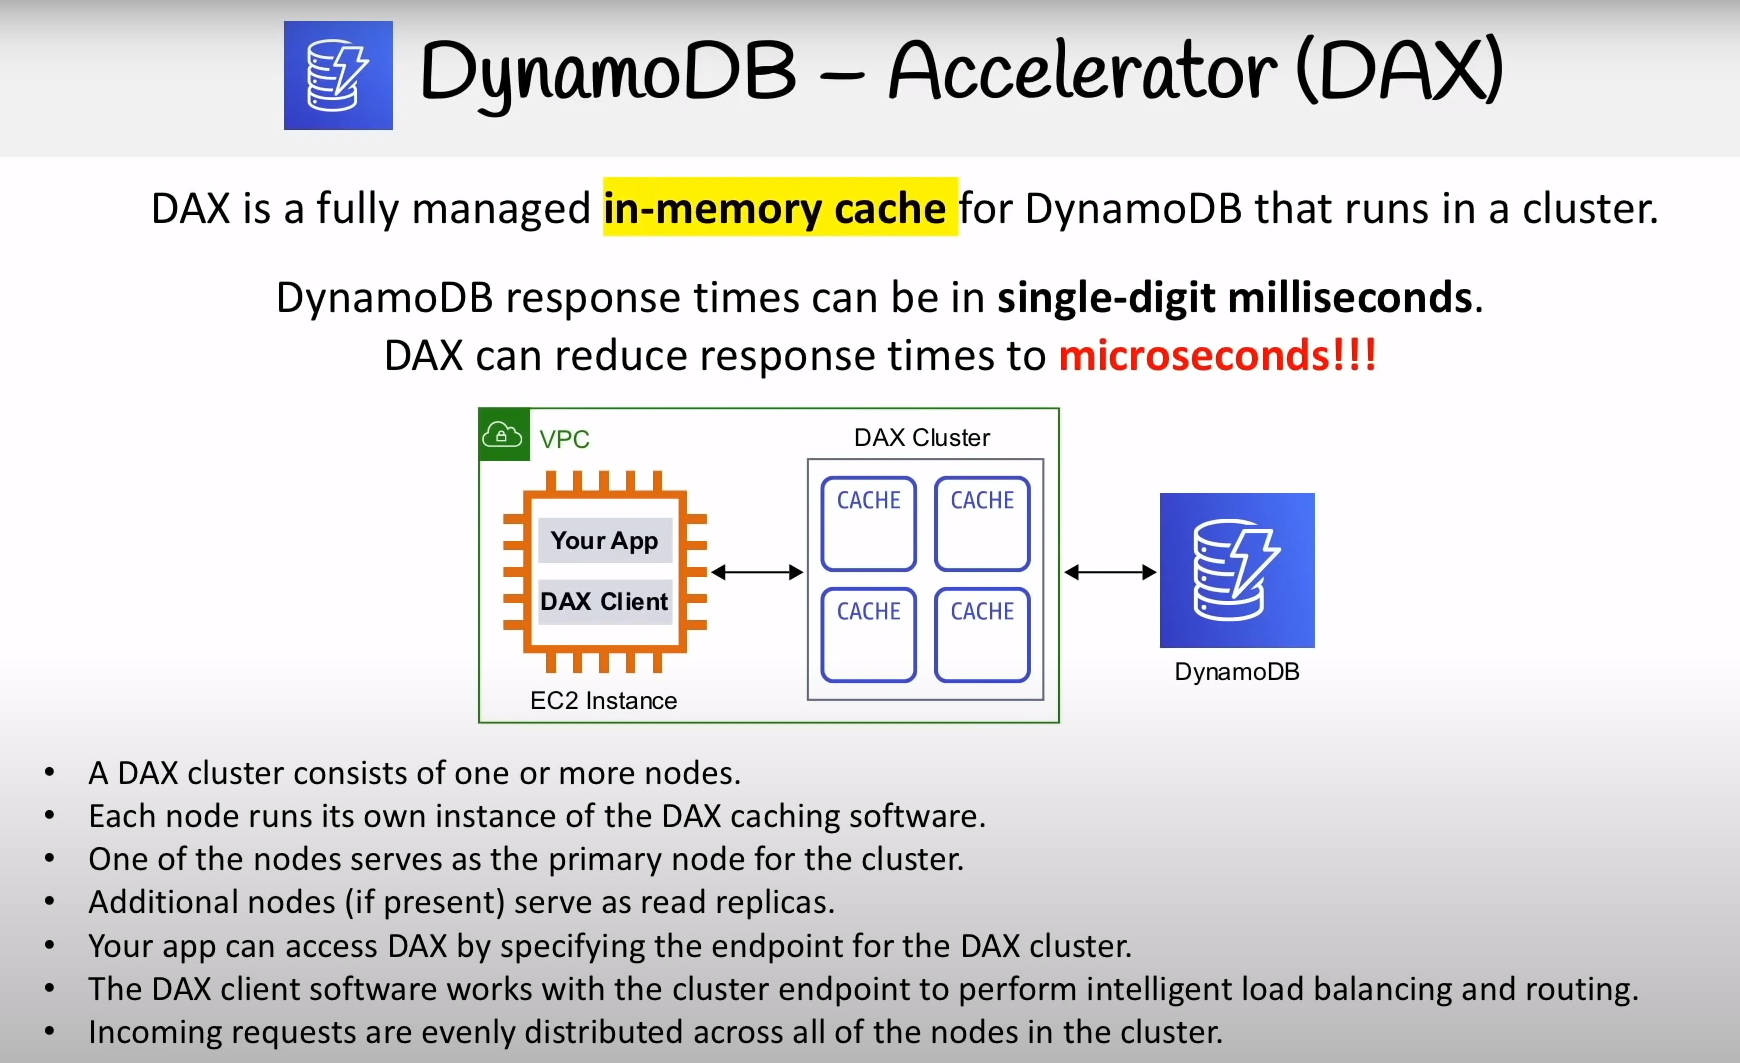 DynamoDB – Accelerator (DAX)
DAX is a fully managed in-memory cache for DynamoDB that runs in a cluster.
DynamoDB response times can be in single-digit milliseconds.
DAX can reduce response times to microseconds!!!
VPC
Your App
DAX Client
EC2 Instance
DAX Cluster
CACHE CACHE
CACHE CACHE
DynamoDB
• A DAX cluster consists of one or more nodes.
• Each node runs its own instance of the DAX caching software.
• One of the nodes serves as the primary node for the cluster.
• Additional nodes (if present) serve as read replicas.
• Your app can access DAX by specifying the endpoint for the DAX cluster.
• The DAX client software works with the cluster endpoint to perform intelligent load balancing and routing.
• Incoming requests are evenly distributed across all of the nodes in the cluster.